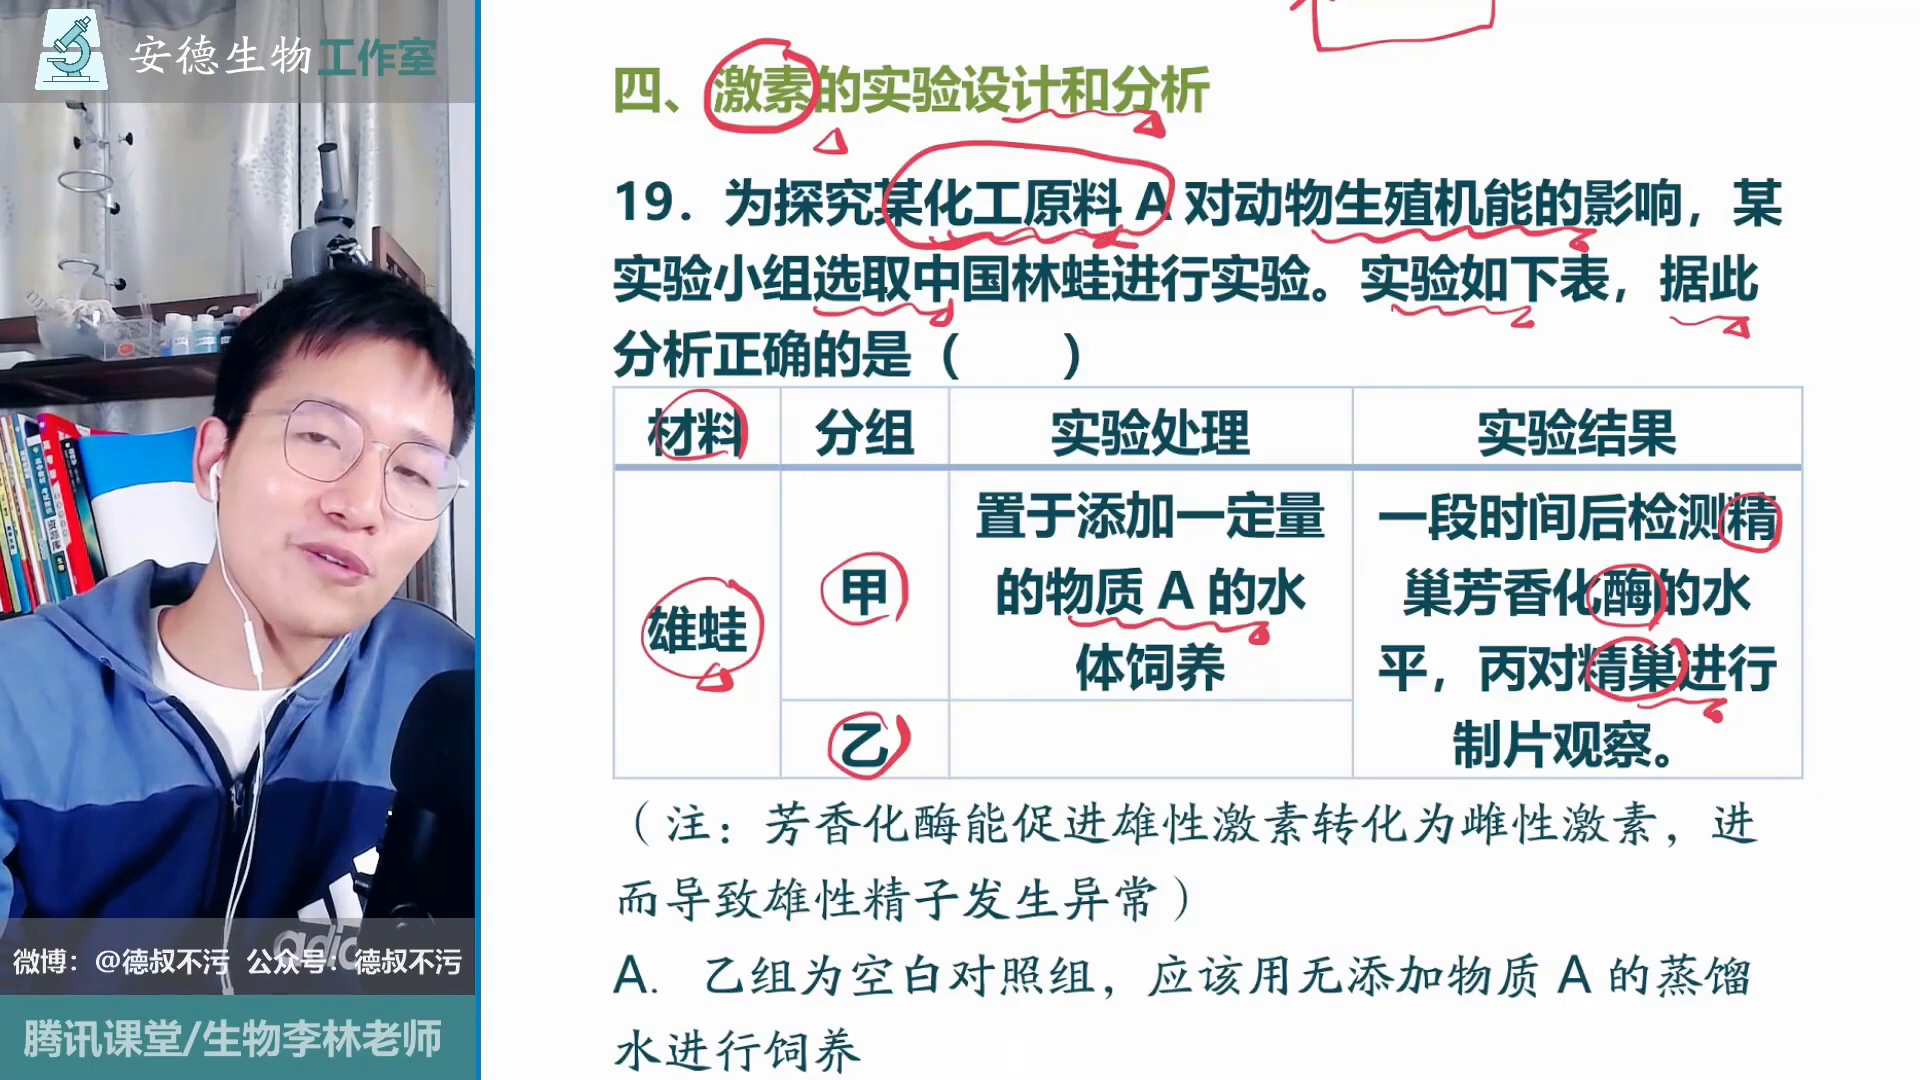 安德生物工作室
四、激素的实验设计和分析
19．为探究某化工原料 A 对动物生殖机能的影响，某
实验小组选取中国林蛙进行实验。实验如下表，据此
分析正确的是（　　）
材料 分组 实验处理 实验结果
雄蛙
甲
置于添加一定量
的物质 A 的水
体饲养
一段时间后检测精
巢芳香化酶的水
平，丙对精巢进行
制片观察。
乙
（注：芳香化酶能促进雄性激素转化为雌性激素，进
而导致雄性精子发生异常）
A. 乙组为空白对照组，应该用无添加物质 A 的蒸馏
水进行饲养
adi
微博：@德叔不污 公众号：德叔不污
腾讯课堂/生物李林老师